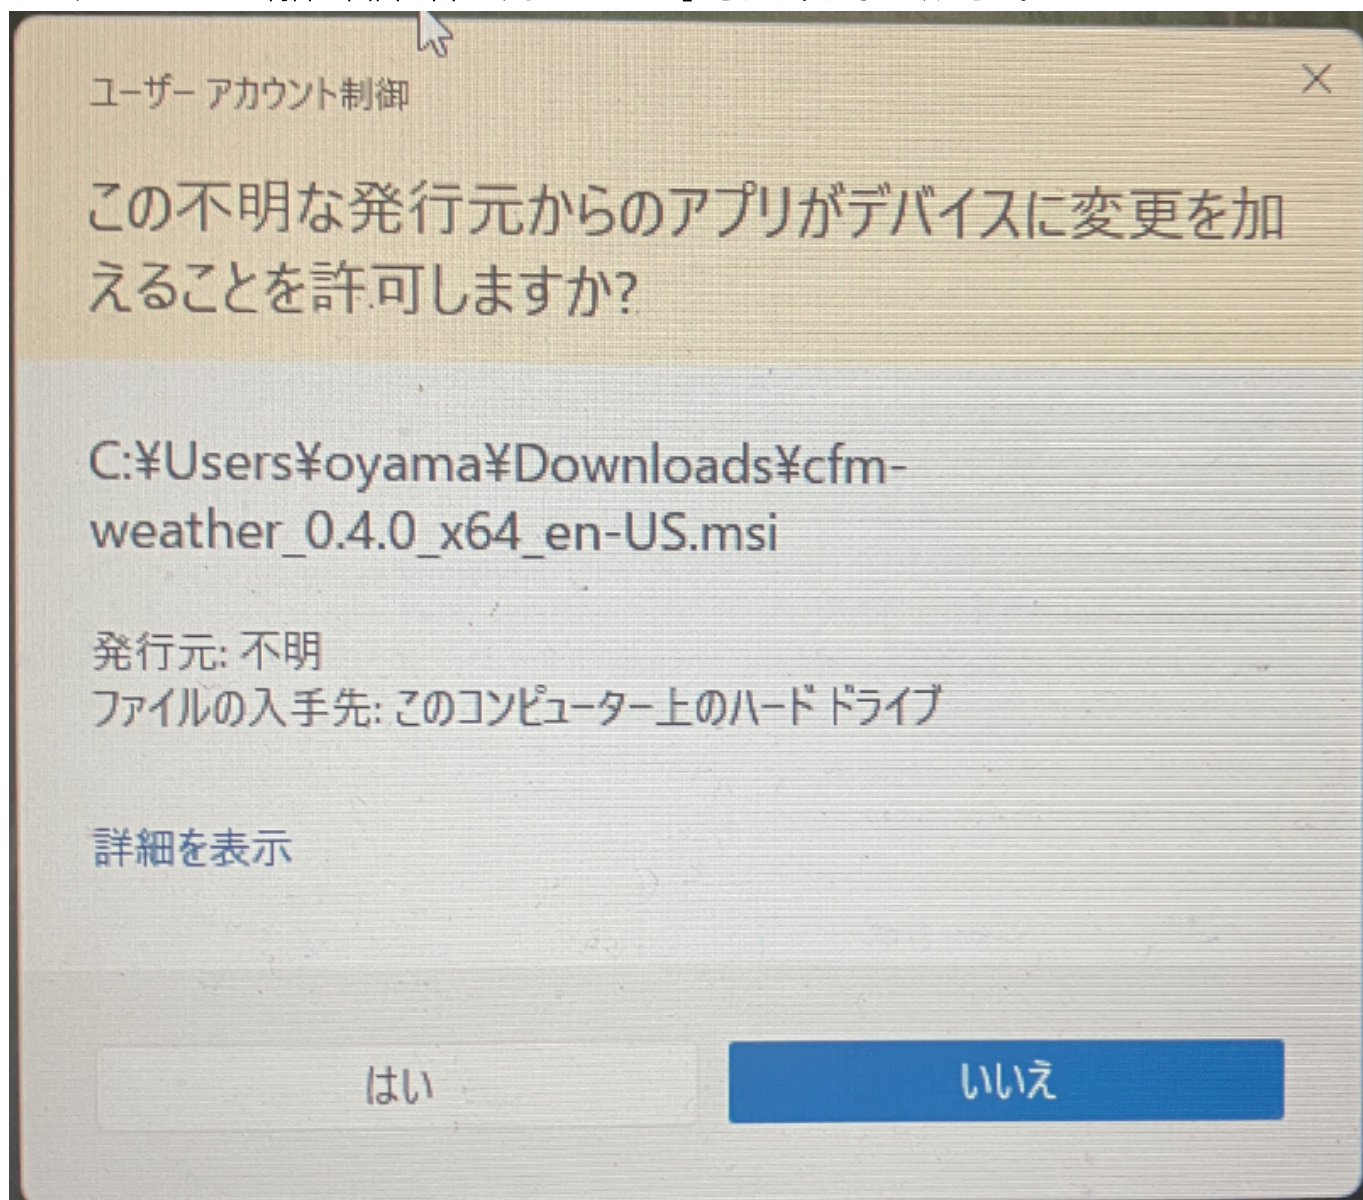 ユーザー アカウント制御
この不明な発行元からのアプリがデバイスに変更を加
えることを許可しますか?
C:¥Users¥oyama¥Downloads¥cfm-
weather_0.4.0_x64_en-US.msi
発行元: 不明
ファイルの入手先: このコンピューター上のハード ドライブ
詳細を表示
はい
いいえ